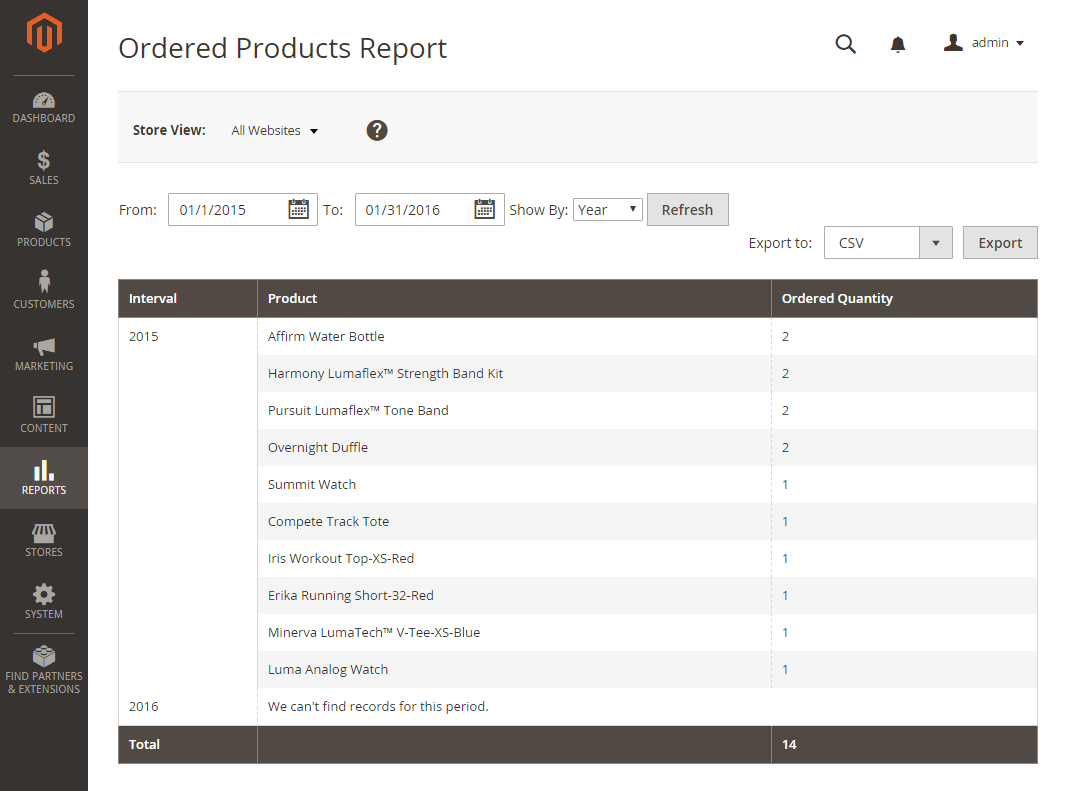 Ordered Products Report
admin
DASHBOARD
SALES
PRODUCTS
CUSTOMERS
MARKETING
CONTENT
REPORTS
STORES
SYSTEM
FIND PARTNERS
& EXTENSIONS
Store View: All Websites ?
From: 01/1/2015 To: 01/31/2016 Show By: Year Refresh
Export to: CSV Export
Interval Product Ordered Quantity
2015 Affirm Water Bottle 2
Harmony Lumaflex™ Strength Band Kit 2
Pursuit Lumaflex™ Tone Band 2
Overnight Duffle 2
Summit Watch 1
Compete Track Tote 1
Iris Workout Top-XS-Red 1
Erika Running Short-32-Red 1
Minerva LumaTech™ V-Tee-XS-Blue 1
Luma Analog Watch 1
2016 We can't find records for this period.
Total 14